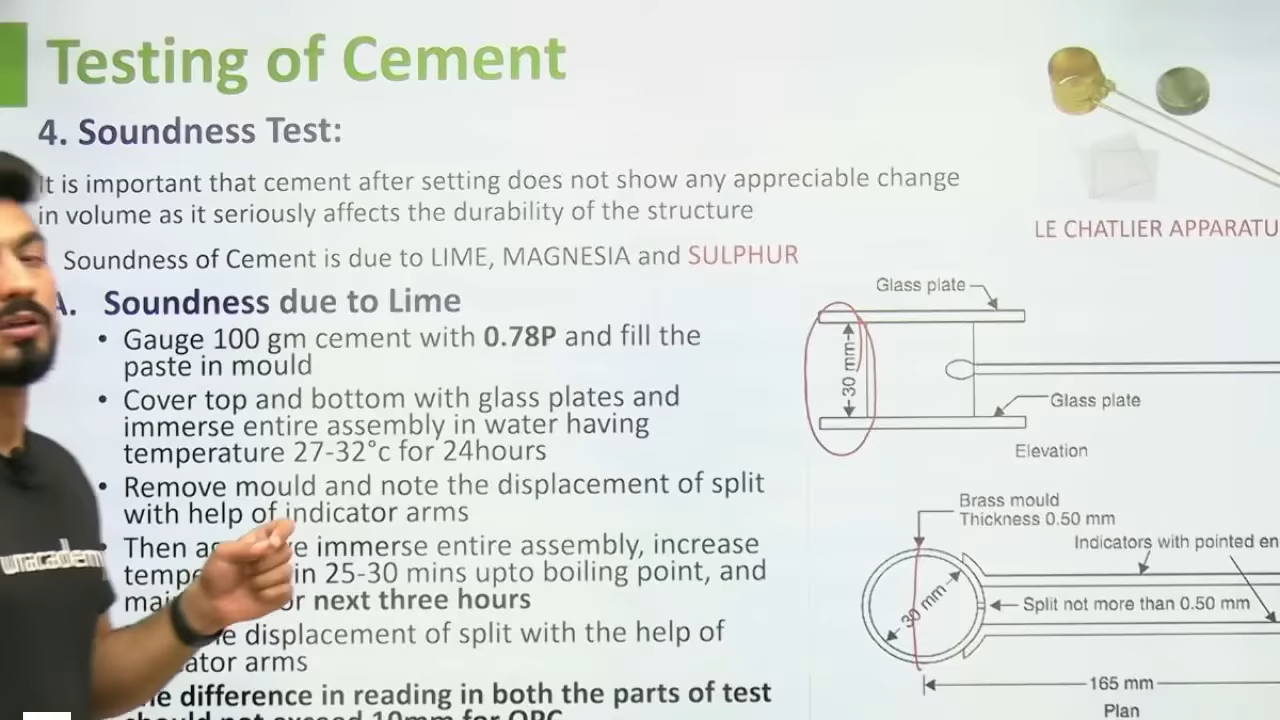 Testing of Cement
4. Soundness Test:
It is important that cement after setting does not show any appreciable change
in volume as it seriously affects the durability of the structure
Soundness of Cement is due to LIME, MAGNESIA and SULPHUR
A. Soundness due to Lime
• Gauge 100 gm cement with 0.78P and fill the
paste in mould
• Cover top and bottom with glass plates and
immerse entire assembly in water having
temperature 27-32°c for 24hours
• Remove mould and note the displacement of split
with help of indicator arms
Then immerse entire assembly, increase
in 25-30 mins upto boiling point, and
next three hours
displacement of split with the help of
arms
difference in reading in both the parts of test
should not exceed 10mm for OPC
LE CHATLIER APPARATU
Glass plate
30 mm
Glass plate
Elevation
Brass mould
Thickness 0.50 mm
Indicators with pointed en
30 mm
Split not more than 0.50 mm
165 mm
Plan
unacadem